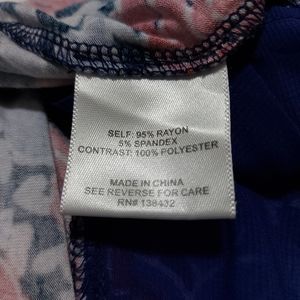 SELF: 95% RAYON
5% SPANDEX
CONTRAST: 100% POLYESTER
MADE IN CHINA
SEE REVERSE FOR CARE
RN# 138432